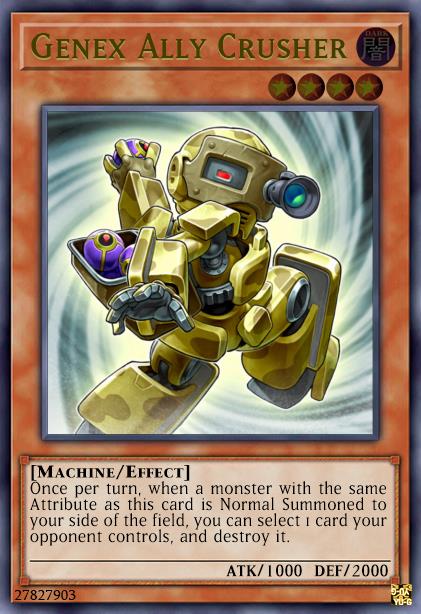 GENEX ALLY CRUSHER
DARK
闇
[MACHINE/EFFECT]
Once per turn, when a monster with the same
Attribute as this card is Normal Summoned to
your side of the field, you can select 1 card your
opponent controls, and destroy it.
ATK/1000 DEF/2000
27827903